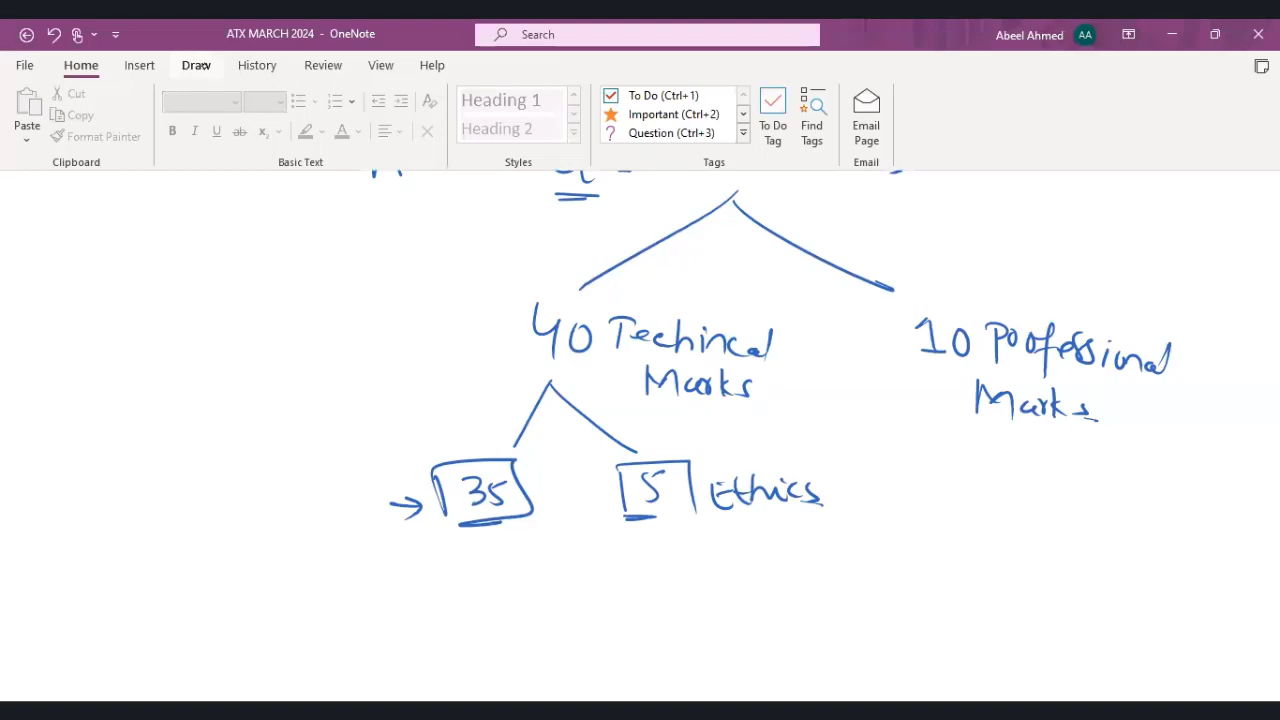 ATX MARCH 2024 - OneNote
Search
Abeel Ahmed AA
File Home Insert Draw History Review View Help
Paste
Cut
Copy
Format Painter
Clipboard
B I U ab x₂ A
Basic Text
Heading 1
Heading 2
Styles
To Do (Ctrl+1)
Important (Ctrl+2)
Question (Ctrl+3)
To Do
Tag
Find
Tags
Tags
Email
Page
Email
40 Techincal
Marks
10 Professional
Marks
35
5 Ethics